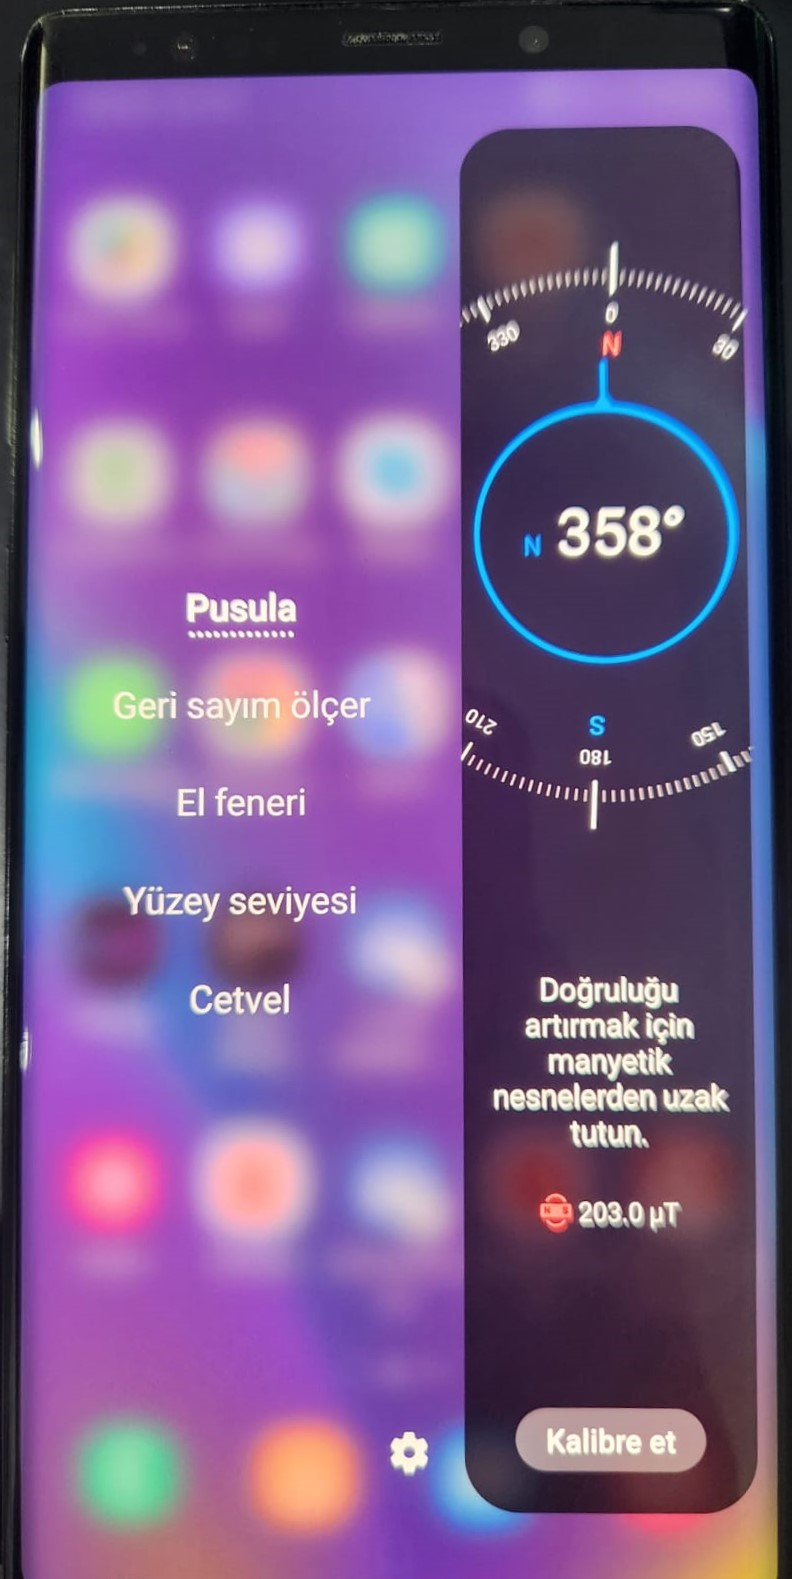 330
0
30
N
N 358°
Pusula
Geri sayım ölçer
El feneri
Yüzey seviyesi
Cetvel
210
S
180
150
Doğruluğu
artırmak için
manyetik
nesnelerden uzak
tutun.
203.0 µT
Kalibre et